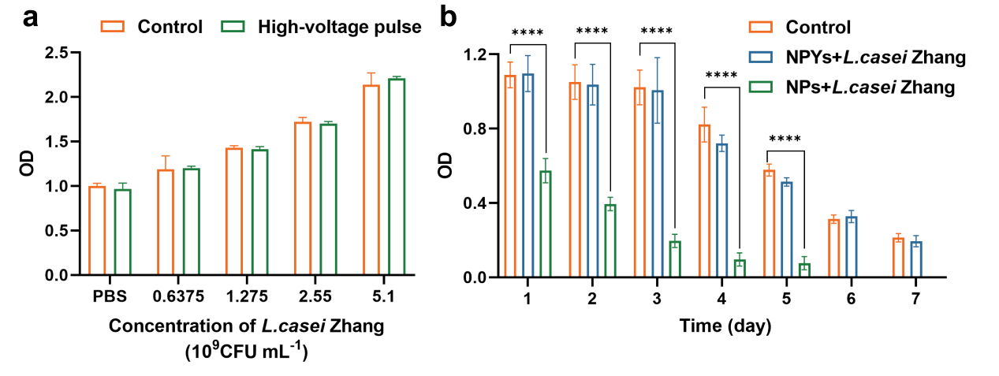 a
Control
High-voltage pulse
OD
2.5
2.0
1.5
1.0
0.5
0.0
PBS 0.6375 1.275 2.55 5.1
Concentration of L.casei Zhang
(10⁹CFU mL⁻¹)
b
Control
NPYs+L.casei Zhang
NPs+L.casei Zhang
**** **** **** **** ****
OD
1.2
0.8
0.4
0.0
1 2 3 4 5 6 7
Time (day)